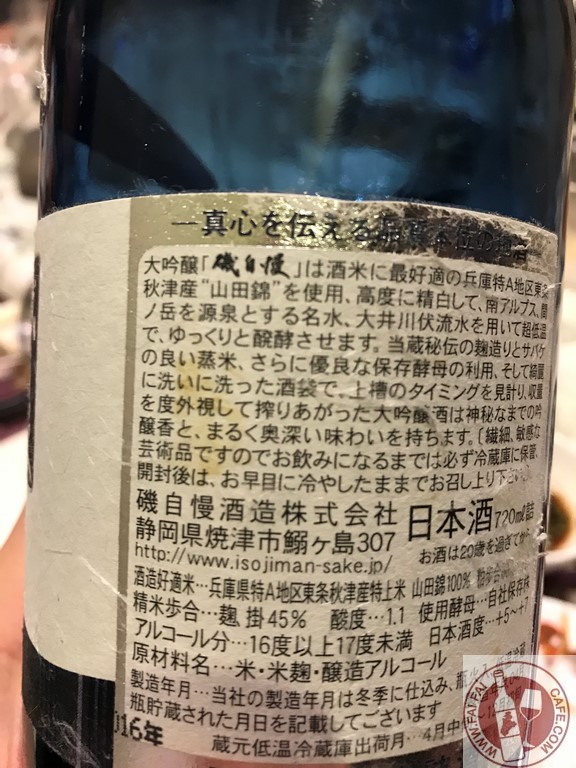 ―真心を伝える
大吟醸「磯自慢」は酒米に最好適の兵庫特A地区東条
秋津産“山田錦”を使用、高度に精白して、南アルプス、間
ノ岳を源泉とする名水、大井川伏流水を用いて超低温
で、ゆっくりと醗酵させます。当蔵秘伝の麹造りとサバケ
の良い蒸米、さらに優良な保存酵母の利用、そして綺麗
に洗いに洗った酒袋で、上槽のタイミングを見計り、収量
を度外視して搾りあがった大吟醸酒は神秘なまでの吟
醸香と、まるく奥深い味わいを持ちます。〔繊細、敏感な
芸術品ですのでお飲みになるまでは必ず冷蔵庫に保管、
開封後は、お早目に冷やしたままでお召し上り下さい
磯自慢酒造株式会社 日本酒 720ml詰
静岡県焼津市鰯ヶ島307 お酒は20歳を過ぎてから
http://www.isojiman-sake.jp/
酒造好適米…兵庫県特A地区東条秋津産特上米 山田錦100%
精米歩合…麹 掛45% 酸度…1.1 使用酵母…自社保存株
アルコール分…16度以上17度未満 日本酒度…+5~+7
原材料名…米・米麹・醸造アルコール
製造年月…当社の製造年月は冬季に仕込み、瓶火入
瓶貯蔵された月日を記載してございます
016年 蔵元低温冷蔵庫出荷月…4月中
WWW.FAIFAICAFE.COM